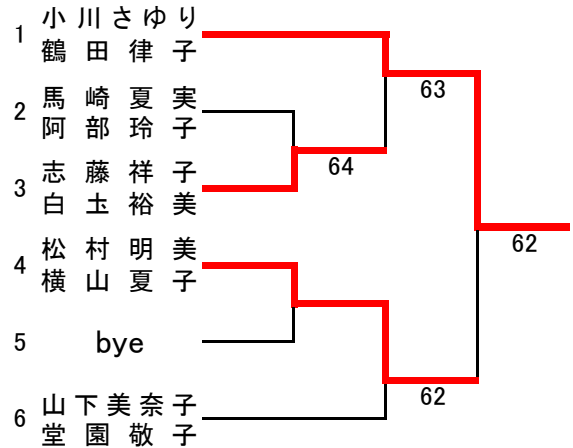 1 小川さゆり
鶴田律子
2 馬崎夏実
阿部玲子
3 志藤祥子
白圡裕美
4 松村明美
横山夏子
5 bye
6 山下美奈子
堂園敬子
63
64
62
62